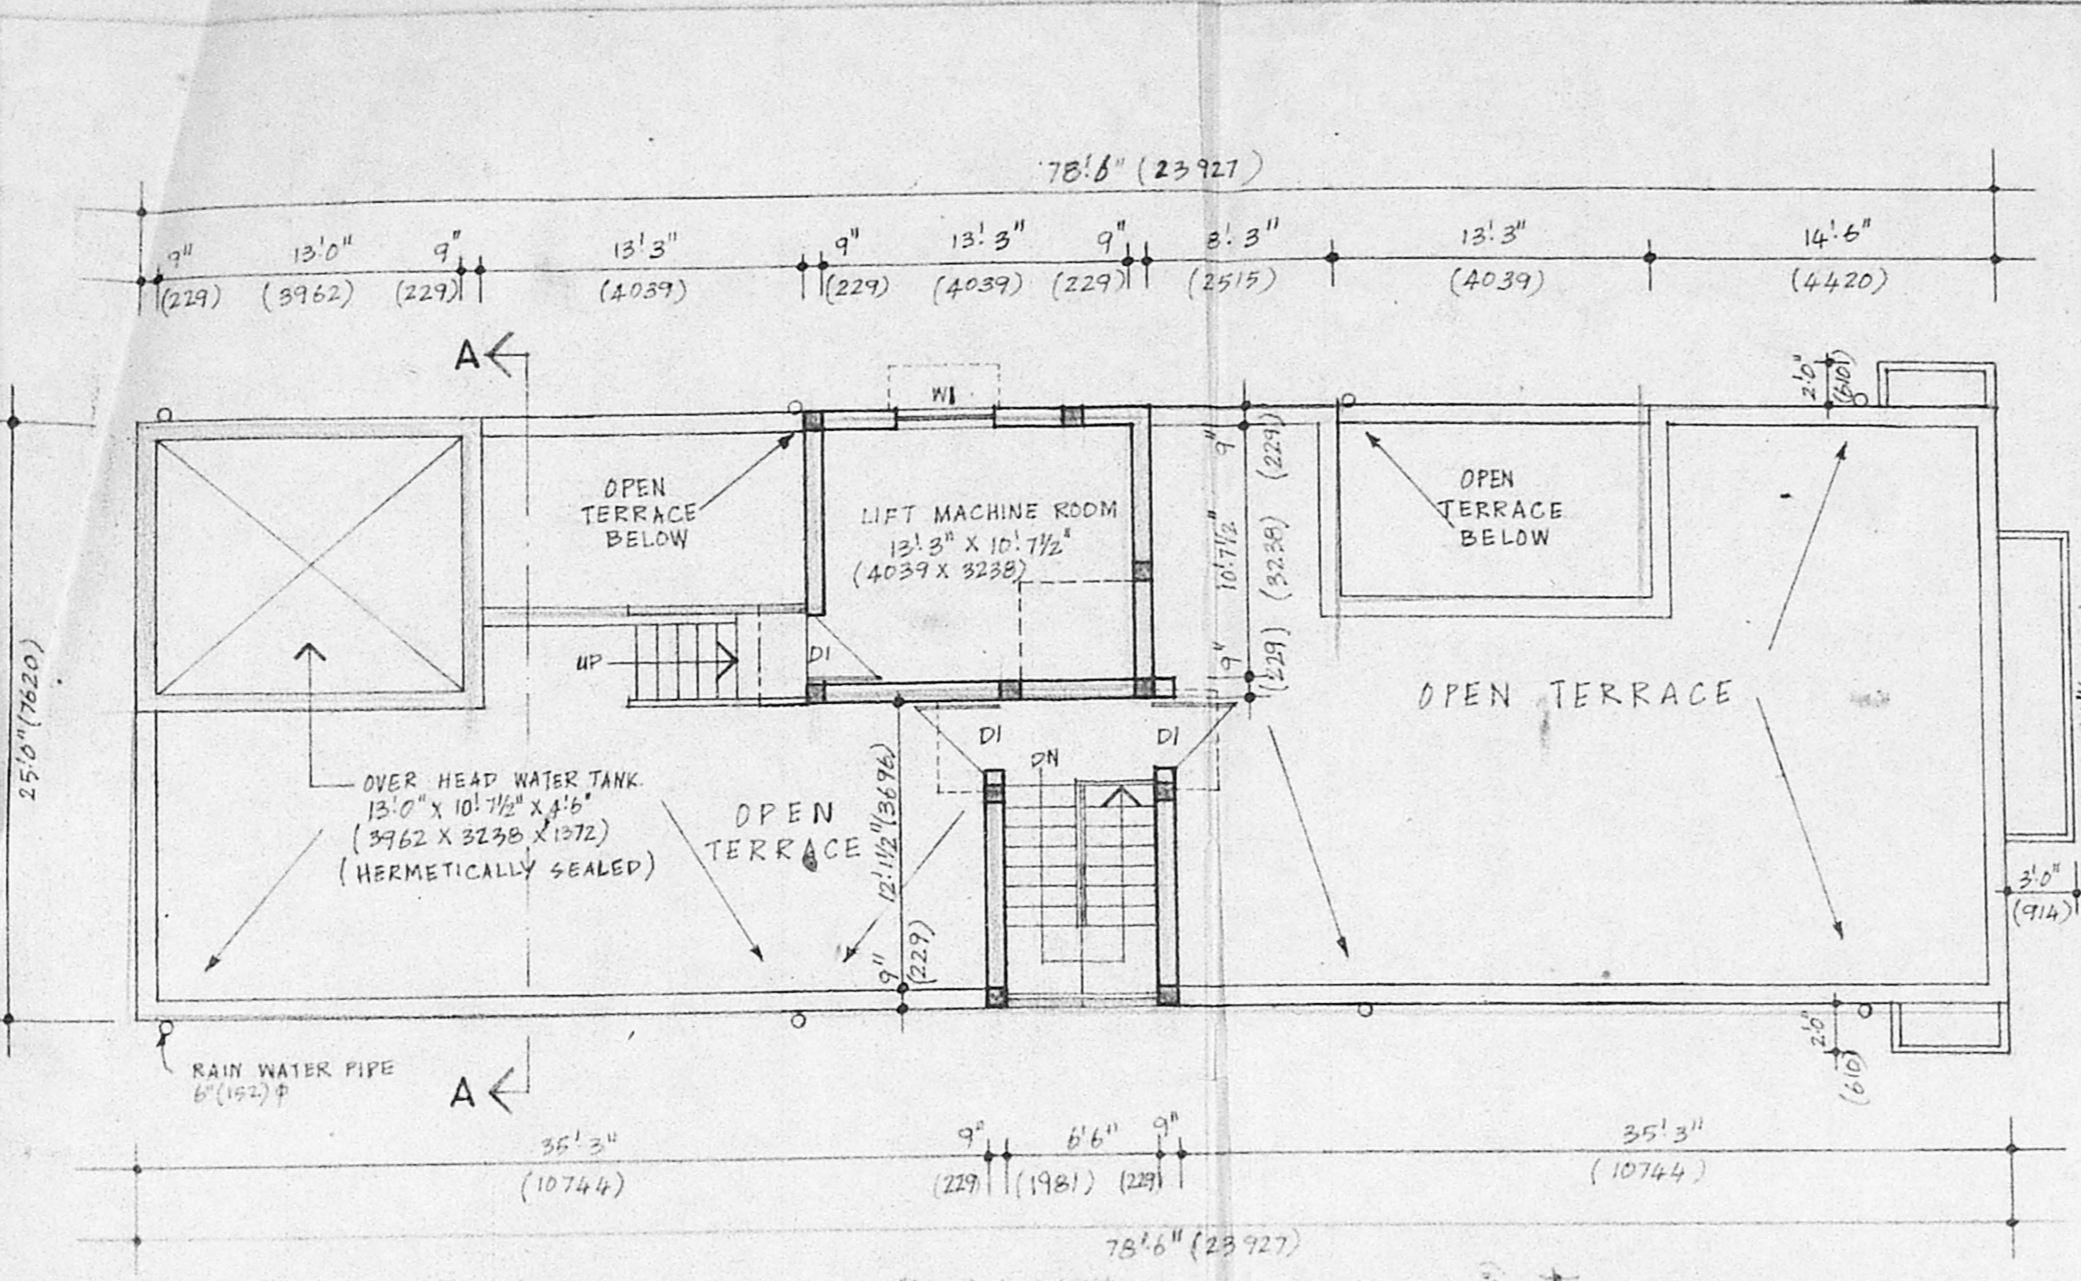 78'.6" (23927)
9" 13'0" 9" 13'3" 9" 13'.3" 9" 8'.3" 13'.3" 14'.6"
(229) (3962) (229) (4039) (229) (4039) (229) (2515) (4039) (4420)
A
W1
2'.0" (610)
OPEN
TERRACE
BELOW
LIFT MACHINE ROOM
13'.3" X 10'.7½"
(4039 X 3238)
9" (229)
10'.7½" (3238)
9" (229)
OPEN
TERRACE
BELOW
25'.0" (7620)
UP
D1
OPEN TERRACE
D1
D1
DN
OVER HEAD WATER TANK
13'.0" X 10'.7½" X 4'.6"
(3962 X 3238 X 1372)
(HERMETICALLY SEALED)
OPEN
TERRACE
12'.1½" (3696)
9" (229)
3'.0"
(914)
2'.0" (610)
RAIN WATER PIPE
6"(152)φ
A
35'.3" 9" 6'6" 9" 35'.3"
(10744) (229) (1981) (229) (10744)
78'.6" (23927)